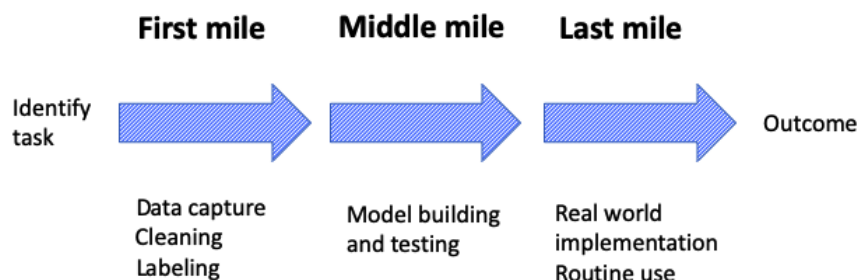 First mile
Middle mile
Last mile
Identify
task
Outcome
Data capture
Cleaning
Labeling
Model building
and testing
Real world
implementation
Routine use